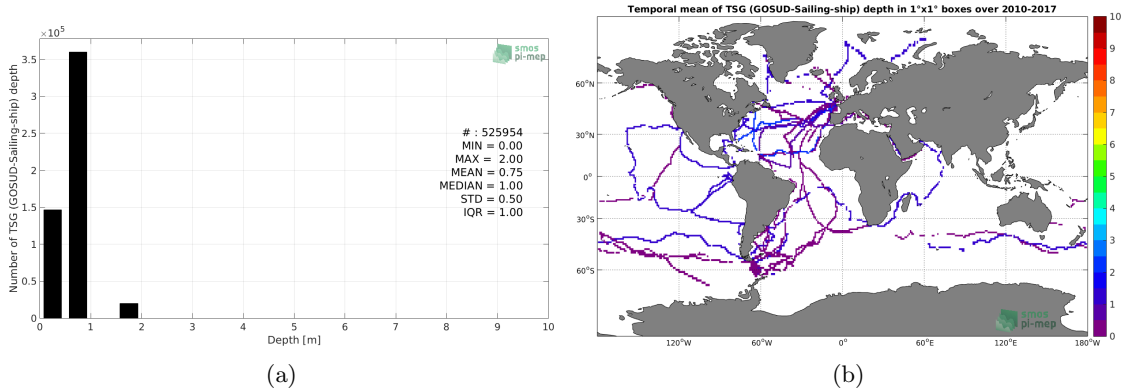 ×10⁵
3.5
3
2.5
2
1.5
1
0.5
0
0 1 2 3 4 5 6 7 8 9 10
Number of TSG (GOSUD-Sailing-ship) depth
Depth [m]
smos
pi-mep
# : 525954
MIN = 0.00
MAX = 2.00
MEAN = 0.75
MEDIAN = 1.00
STD = 0.50
IQR = 1.00
(a)
Temporal mean of TSG (GOSUD-Sailing-ship) depth in 1°x1° boxes over 2010-2017
60°N
30°N
0°
30°S
60°S
120°W 60°W 0° 60°E 120°E 180°W
smos
pi-mep
10
9
8
7
6
5
4
3
2
1
0
(b)